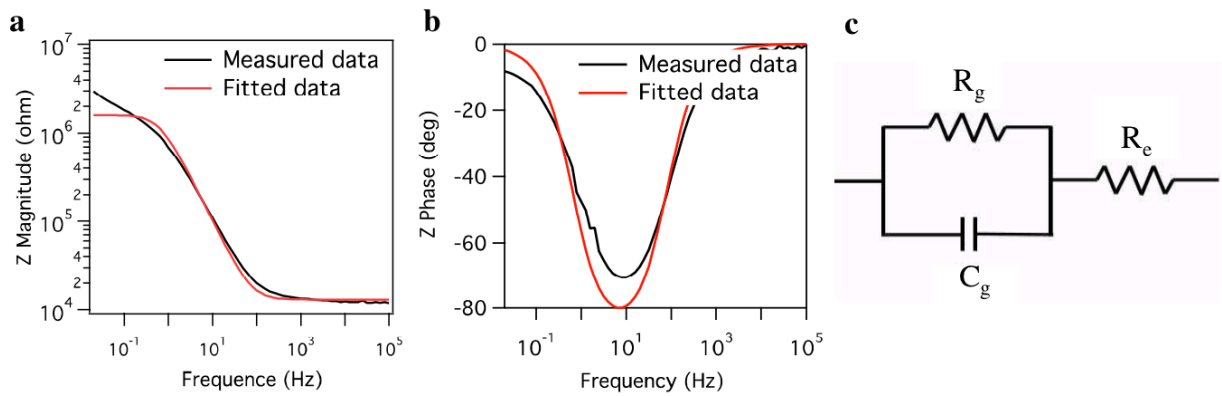 a
10^7
4
2
10^6
4
2
10^5
4
2
10^4
Z Magnitude (ohm)
Measured data
Fitted data
10^-1
10^1
10^3
10^5
Frequence (Hz)
b
0
-20
-40
-60
-80
Z Phase (deg)
Measured data
Fitted data
10^-1
10^1
10^3
10^5
Frequency (Hz)
c
R_g
R_e
C_g